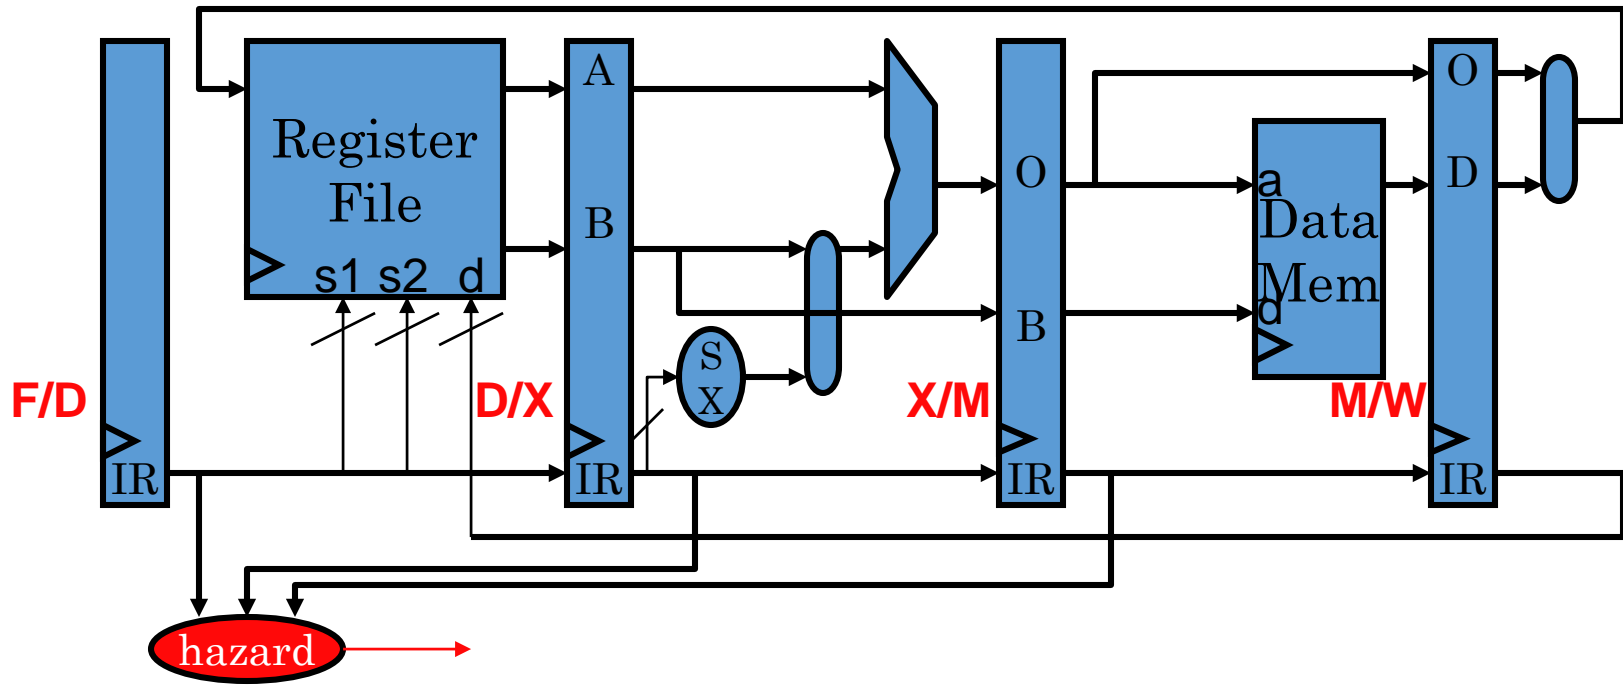 F/D
IR
Register
File
s1 s2 d
D/X
A
B
IR
S
X
X/M
O
B
IR
a
Data
Mem
d
M/W
O
D
IR
hazard